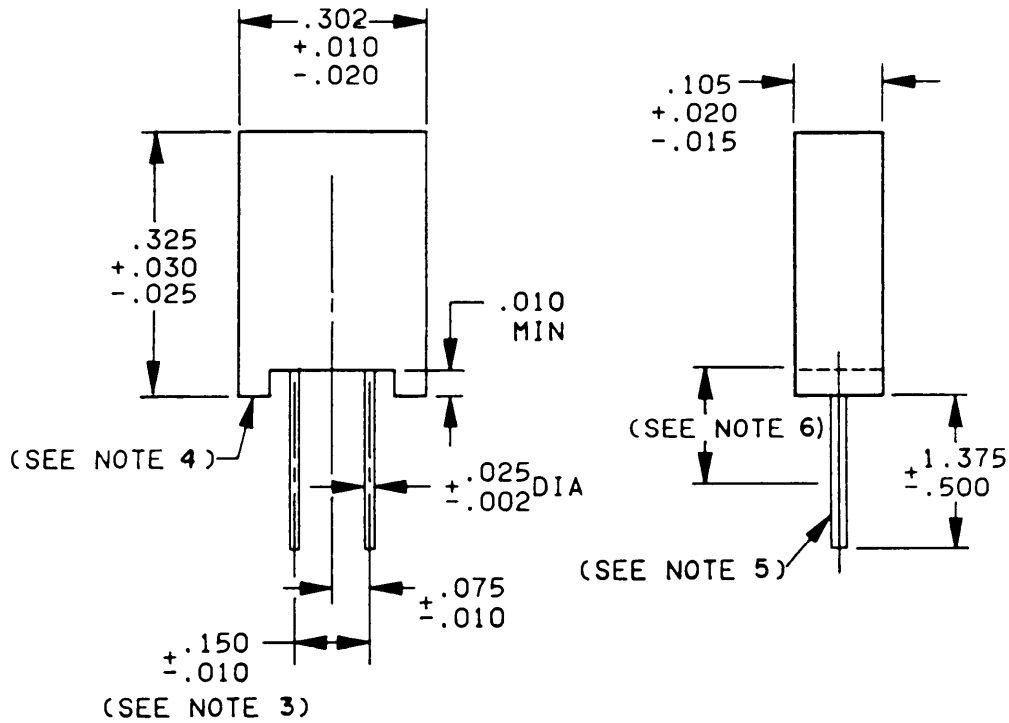 .302
+.010
-.020
.105
+.020
-.015
.325
+.030
-.025
.010
MIN
(SEE NOTE 4)
(SEE NOTE 6)
.025
±.002 DIA
1.375
±.500
(SEE NOTE 5)
.075
±.010
.150
±.010
(SEE NOTE 3)